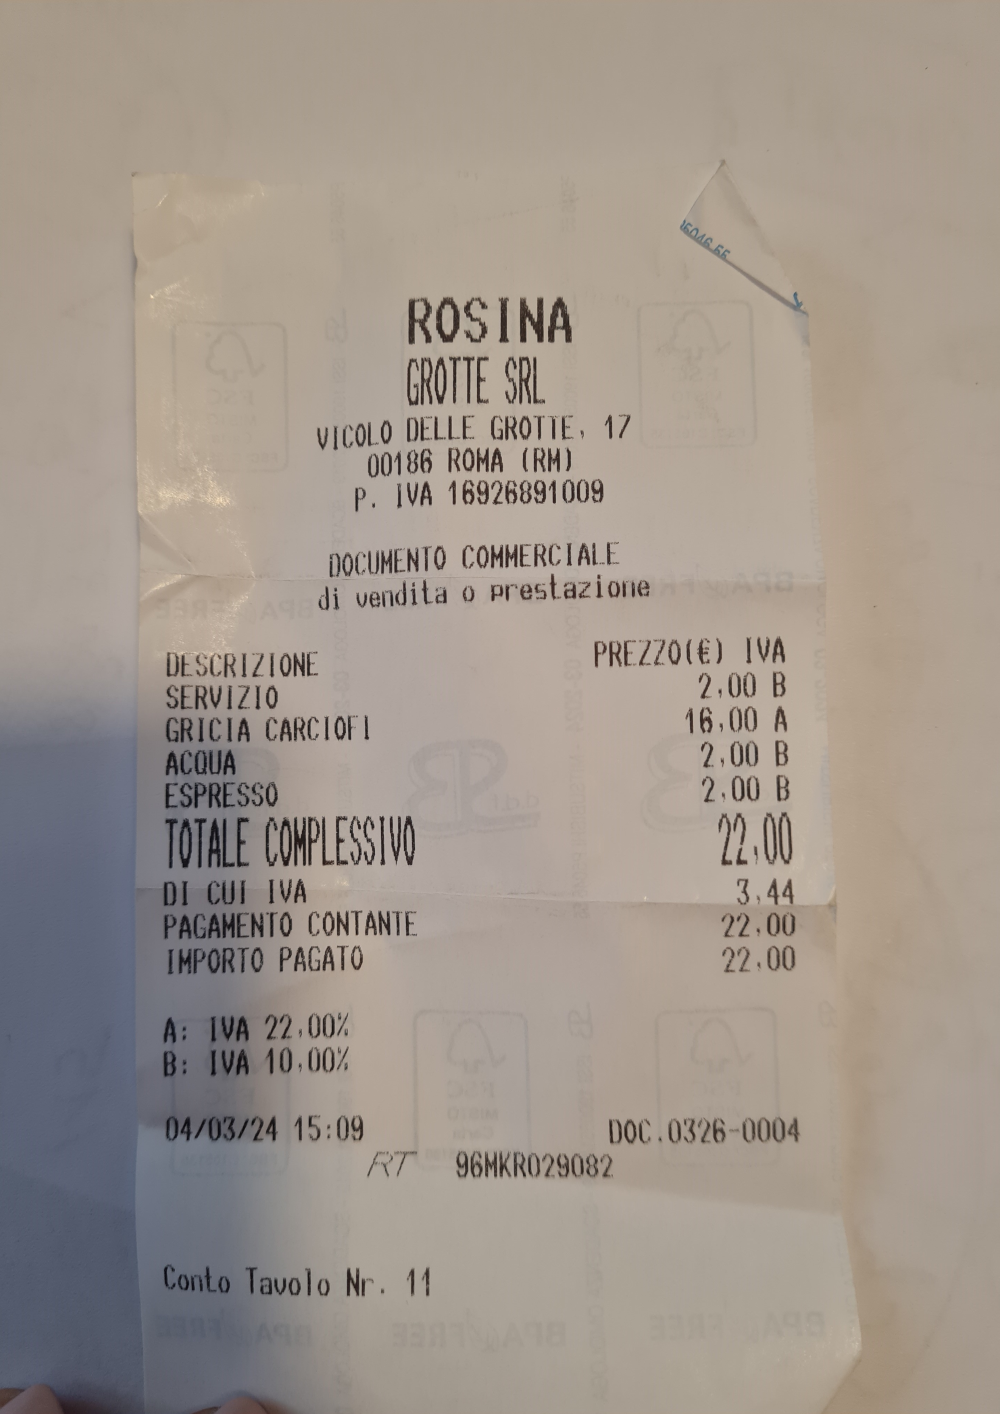 15046.55
ROSINA
GROTTE SRL
VICOLO DELLE GROTTE, 17
00186 ROMA (RM)
P. IVA 16926891009
DOCUMENTO COMMERCIALE
di vendita o prestazione
DESCRIZIONE PREZZO(€) IVA
SERVIZIO 2,00 B
GRICIA CARCIOFI 16,00 A
ACQUA 2,00 B
ESPRESSO 2,00 B
TOTALE COMPLESSIVO 22,00
DI CUI IVA 3,44
PAGAMENTO CONTANTE 22,00
IMPORTO PAGATO 22,00
A: IVA 22,00%
B: IVA 10,00%
04/03/24 15:09 DOC.0326-0004
RT 96MKR029082
Conto Tavolo Nr. 11